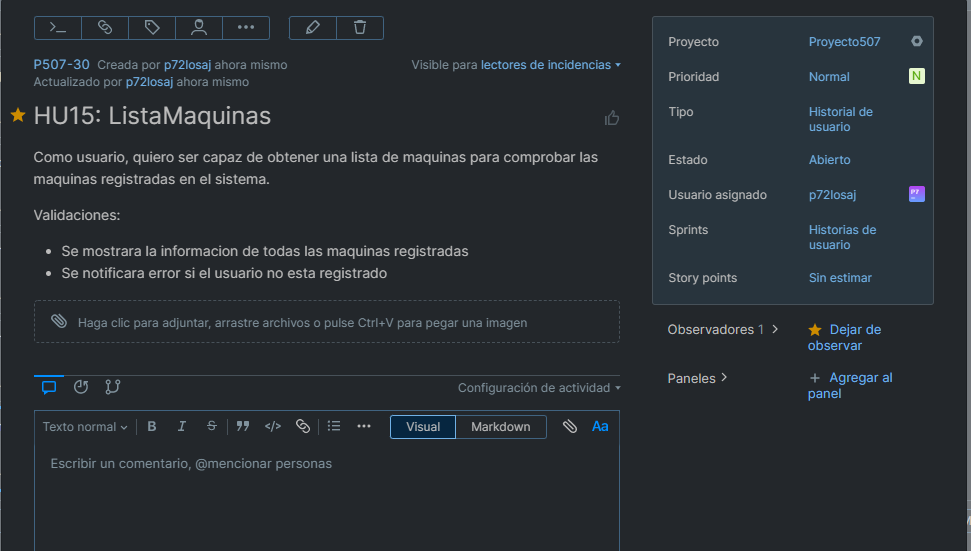 P507-30 Creada por p72losaj ahora mismo
Visible para lectores de incidencias
Actualizado por p72losaj ahora mismo
HU15: ListaMaquinas
Como usuario, quiero ser capaz de obtener una lista de maquinas para comprobar las
maquinas registradas en el sistema.
Validaciones:
Se mostrara la informacion de todas las maquinas registradas
Se notificara error si el usuario no esta registrado
Haga clic para adjuntar, arrastre archivos o pulse Ctrl+V para pegar una imagen
Configuración de actividad
Texto normal B I S Visual Markdown Aa
Escribir un comentario, @mencionar personas
Proyecto Proyecto507
Prioridad Normal N
Tipo Historial de
usuario
Estado Abierto
Usuario asignado p72losaj P7
Sprints Historias de
usuario
Story points Sin estimar
Observadores 1 Dejar de
observar
Paneles + Agregar al
panel